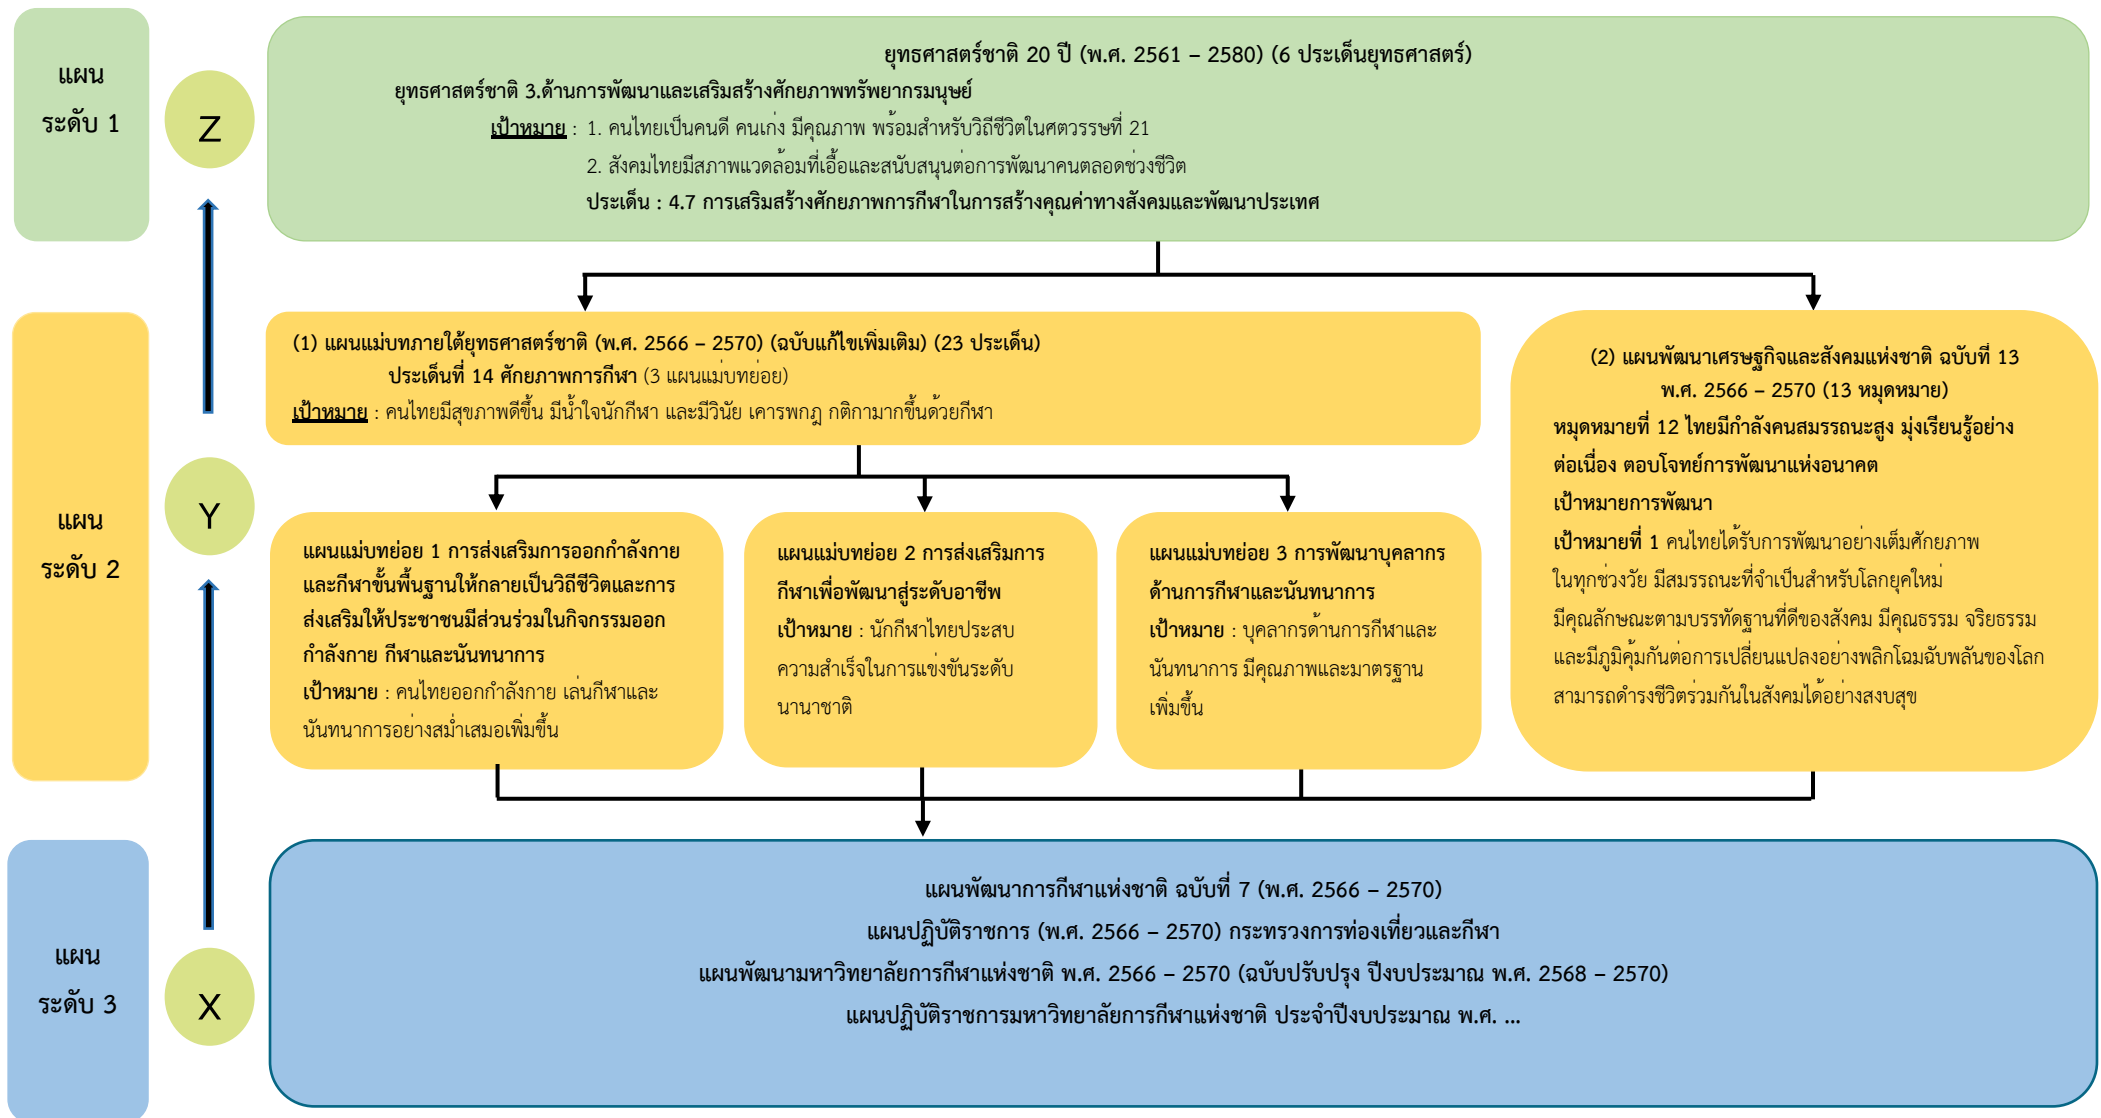 แผน
ระดับ 1
Z
ยุทธศาสตร์ชาติ 20 ปี (พ.ศ. 2561 – 2580) (6 ประเด็นยุทธศาสตร์)
ยุทธศาสตร์ชาติ 3.ด้านการพัฒนาและเสริมสร้างศักยภาพทรัพยากรมนุษย์
เป้าหมาย : 1. คนไทยเป็นคนดี คนเก่ง มีคุณภาพ พร้อมสำหรับวิถีชีวิตในศตวรรษที่ 21
2. สังคมไทยมีสภาพแวดล้อมที่เอื้อและสนับสนุนต่อการพัฒนาคนตลอดช่วงชีวิต
ประเด็น : 4.7 การเสริมสร้างศักยภาพการกีฬาในการสร้างคุณค่าทางสังคมและพัฒนาประเทศ
แผน
ระดับ 2
Y
(1) แผนแม่บทภายใต้ยุทธศาสตร์ชาติ (พ.ศ. 2566 – 2570) (ฉบับแก้ไขเพิ่มเติม) (23 ประเด็น)
ประเด็นที่ 14 ศักยภาพการกีฬา (3 แผนแม่บทย่อย)
เป้าหมาย : คนไทยมีสุขภาพดีขึ้น มีน้ำใจนักกีฬา และมีวินัย เคารพกฎ กติกามากขึ้นด้วยกีฬา
แผนแม่บทย่อย 1 การส่งเสริมการออกกำลังกาย
และกีฬาขั้นพื้นฐานให้กลายเป็นวิถีชีวิตและการ
ส่งเสริมให้ประชาชนมีส่วนร่วมในกิจกรรมออก
กำลังกาย กีฬาและนันทนาการ
เป้าหมาย : คนไทยออกกำลังกาย เล่นกีฬาและ
นันทนาการอย่างสม่ำเสมอเพิ่มขึ้น
แผนแม่บทย่อย 2 การส่งเสริมการ
กีฬาเพื่อพัฒนาสู่ระดับอาชีพ
เป้าหมาย : นักกีฬาไทยประสบ
ความสำเร็จในการแข่งขันระดับ
นานาชาติ
แผนแม่บทย่อย 3 การพัฒนาบุคลากร
ด้านการกีฬาและนันทนาการ
เป้าหมาย : บุคลากรด้านการกีฬาและ
นันทนาการ มีคุณภาพและมาตรฐาน
เพิ่มขึ้น
(2) แผนพัฒนาเศรษฐกิจและสังคมแห่งชาติ ฉบับที่ 13
พ.ศ. 2566 – 2570 (13 หมุดหมาย)
หมุดหมายที่ 12 ไทยมีกำลังคนสมรรถนะสูง มุ่งเรียนรู้อย่าง
ต่อเนื่อง ตอบโจทย์การพัฒนาแห่งอนาคต
เป้าหมายการพัฒนา
เป้าหมายที่ 1 คนไทยได้รับการพัฒนาอย่างเต็มศักยภาพ
ในทุกช่วงวัย มีสมรรถนะที่จำเป็นสำหรับโลกยุคใหม่
มีคุณลักษณะตามบรรทัดฐานที่ดีของสังคม มีคุณธรรม จริยธรรม
และมีภูมิคุ้มกันต่อการเปลี่ยนแปลงอย่างพลิกโฉมฉับพลันของโลก
สามารถดำรงชีวิตร่วมกันในสังคมได้อย่างสงบสุข
แผน
ระดับ 3
X
แผนพัฒนาการกีฬาแห่งชาติ ฉบับที่ 7 (พ.ศ. 2566 – 2570)
แผนปฏิบัติราชการ (พ.ศ. 2566 – 2570) กระทรวงการท่องเที่ยวและกีฬา
แผนพัฒนามหาวิทยาลัยการกีฬาแห่งชาติ พ.ศ. 2566 – 2570 (ฉบับปรับปรุง ปีงบประมาณ พ.ศ. 2568 – 2570)
แผนปฏิบัติราชการมหาวิทยาลัยการกีฬาแห่งชาติ ประจำปีงบประมาณ พ.ศ. ...